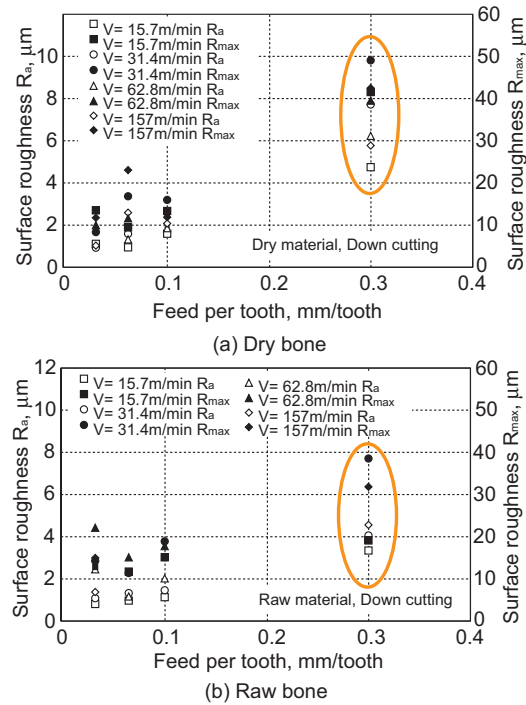 V= 15.7m/min Ra
V= 15.7m/min Rmax
V= 31.4m/min Ra
V= 31.4m/min Rmax
V= 62.8m/min Ra
V= 62.8m/min Rmax
V= 157m/min Ra
V= 157m/min Rmax
Surface roughness Ra, μm
10
8
6
4
2
0
60
50
40
30
20
10
0
Surface roughness Rmax, μm
Dry material, Down cutting
0.0 0.1 0.2 0.3 0.4
Feed per tooth, mm/tooth
(a) Dry bone
V= 15.7m/min Ra
V= 15.7m/min Rmax
V= 31.4m/min Ra
V= 31.4m/min Rmax
V= 62.8m/min Ra
V= 62.8m/min Rmax
V= 157m/min Ra
V= 157m/min Rmax
Surface roughness Ra, μm
12
10
8
6
4
2
0
60
50
40
30
20
10
0
Surface roughness Rmax, μm
Raw material, Down cutting
0.0 0.1 0.2 0.3 0.4
Feed per tooth, mm/tooth
(b) Raw bone